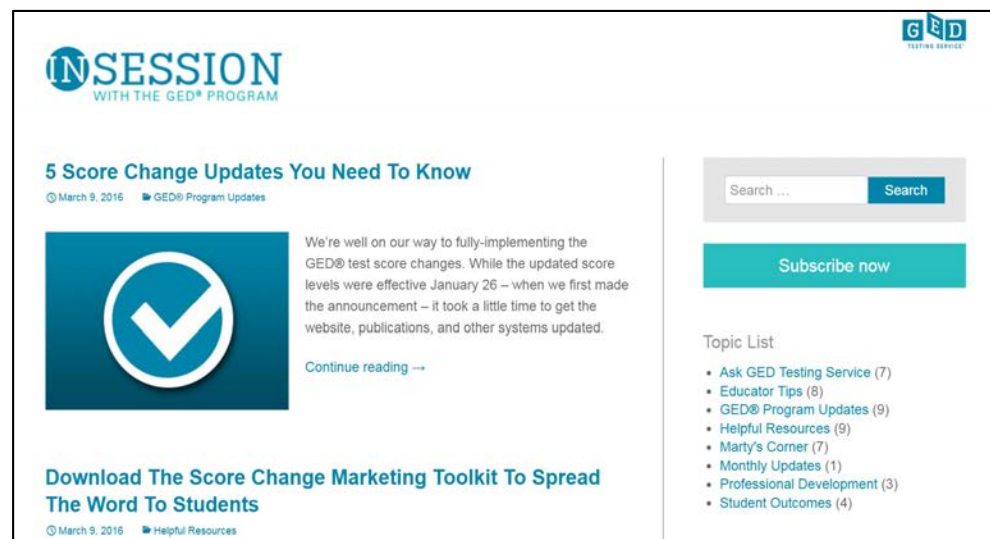 GED
TESTING SERVICE
INSESSION
WITH THE GED® PROGRAM
5 Score Change Updates You Need To Know
March 9, 2016 GED® Program Updates
We're well on our way to fully-implementing the
GED® test score changes. While the updated score
levels were effective January 26 – when we first made
the announcement – it took a little time to get the
website, publications, and other systems updated.
Continue reading →
Download The Score Change Marketing Toolkit To Spread
The Word To Students
March 9, 2016 Helpful Resources
Search ... Search
Subscribe now
Topic List
• Ask GED Testing Service (7)
• Educator Tips (8)
• GED® Program Updates (9)
• Helpful Resources (9)
• Marty's Corner (7)
• Monthly Updates (1)
• Professional Development (3)
• Student Outcomes (4)